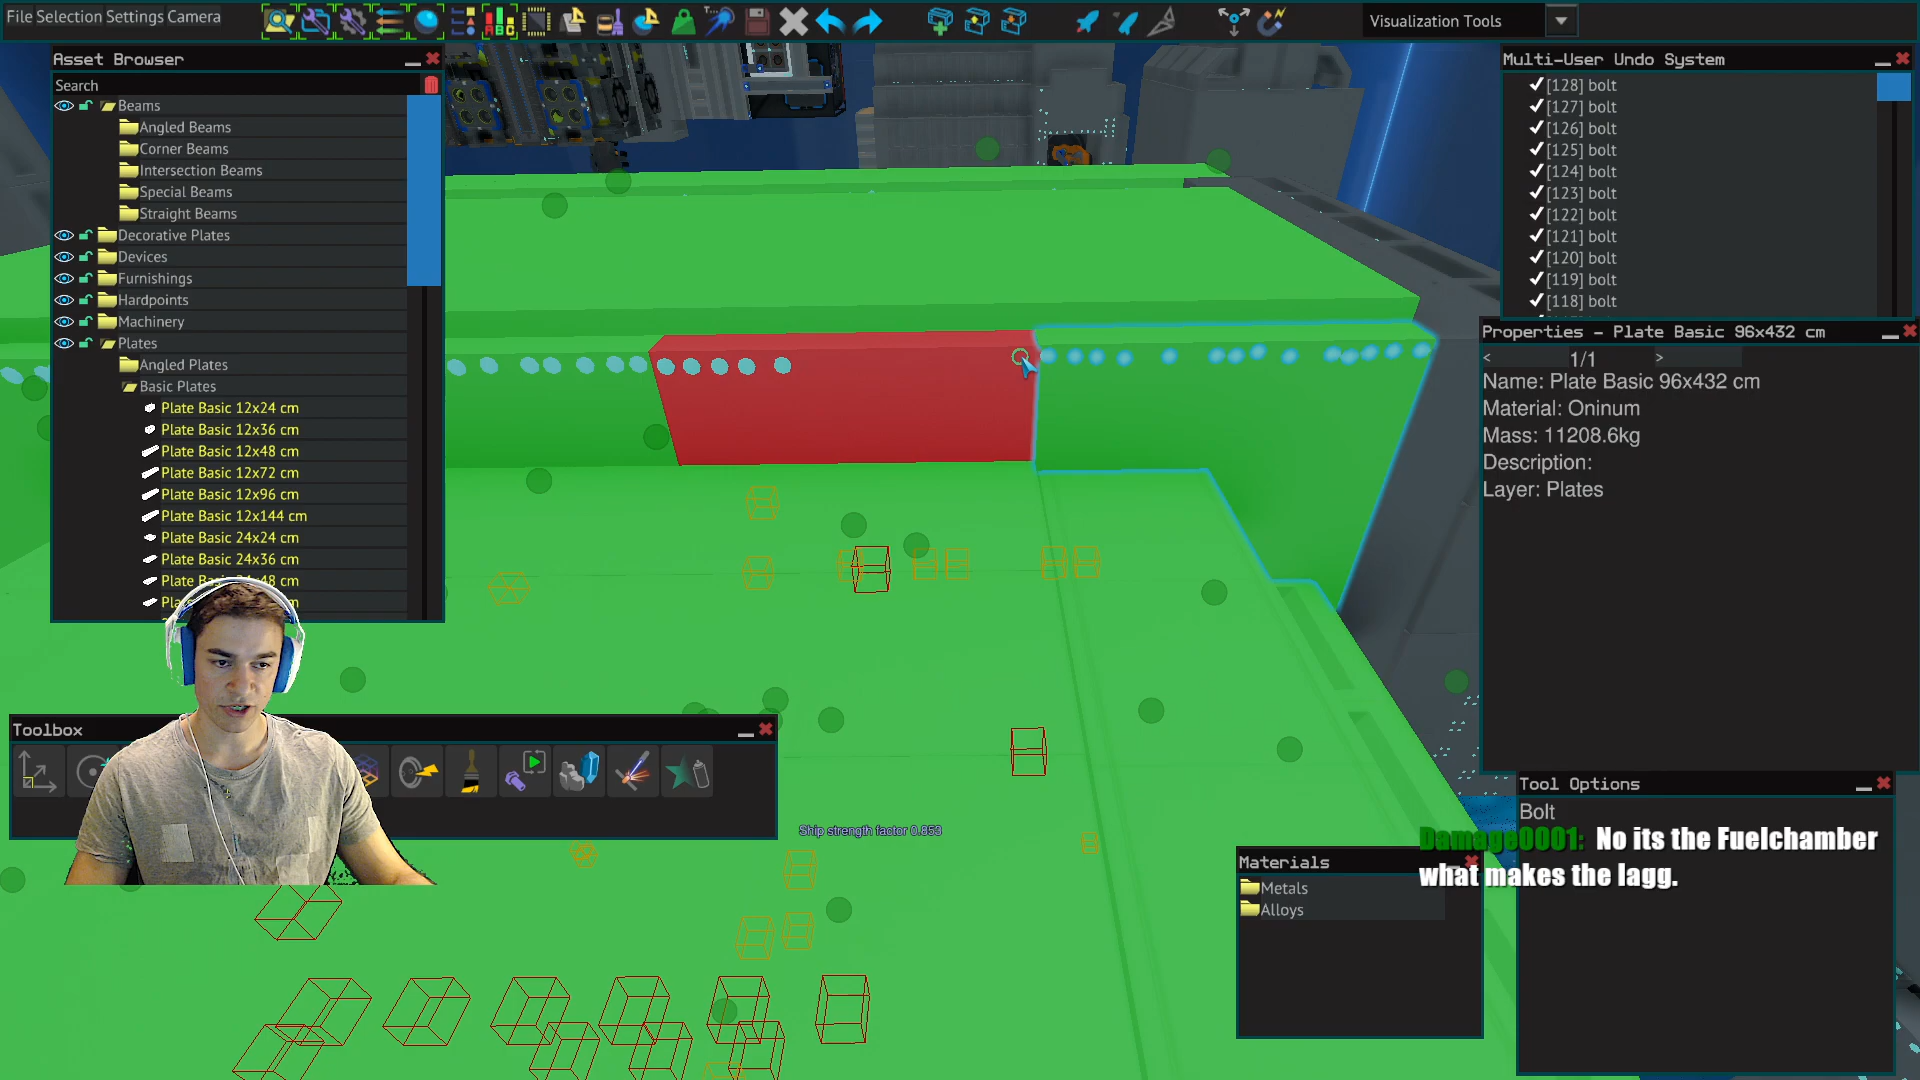 File Selection Settings Camera
Visualization Tools
Asset Browser
Search
Beams
Angled Beams
Corner Beams
Intersection Beams
Special Beams
Straight Beams
Decorative Plates
Devices
Furnishings
Hardpoints
Machinery
Plates
Angled Plates
Basic Plates
Plate Basic 12x24 cm
Plate Basic 12x36 cm
Plate Basic 12x48 cm
Plate Basic 12x72 cm
Plate Basic 12x96 cm
Plate Basic 12x144 cm
Plate Basic 24x24 cm
Plate Basic 24x36 cm
Multi-User Undo System
[128] bolt
[127] bolt
[126] bolt
[125] bolt
[124] bolt
[123] bolt
[122] bolt
[121] bolt
[120] bolt
[119] bolt
[118] bolt
Properties - Plate Basic 96x432 cm
< 1/1 >
Name: Plate Basic 96x432 cm
Material: Oninum
Mass: 11208.6kg
Description:
Layer: Plates
Toolbox
Ship strength factor 0.853
Tool Options
Bolt
Damage0001: No its the Fuelchamber
what makes the lagg.
Materials
Metals
Alloys